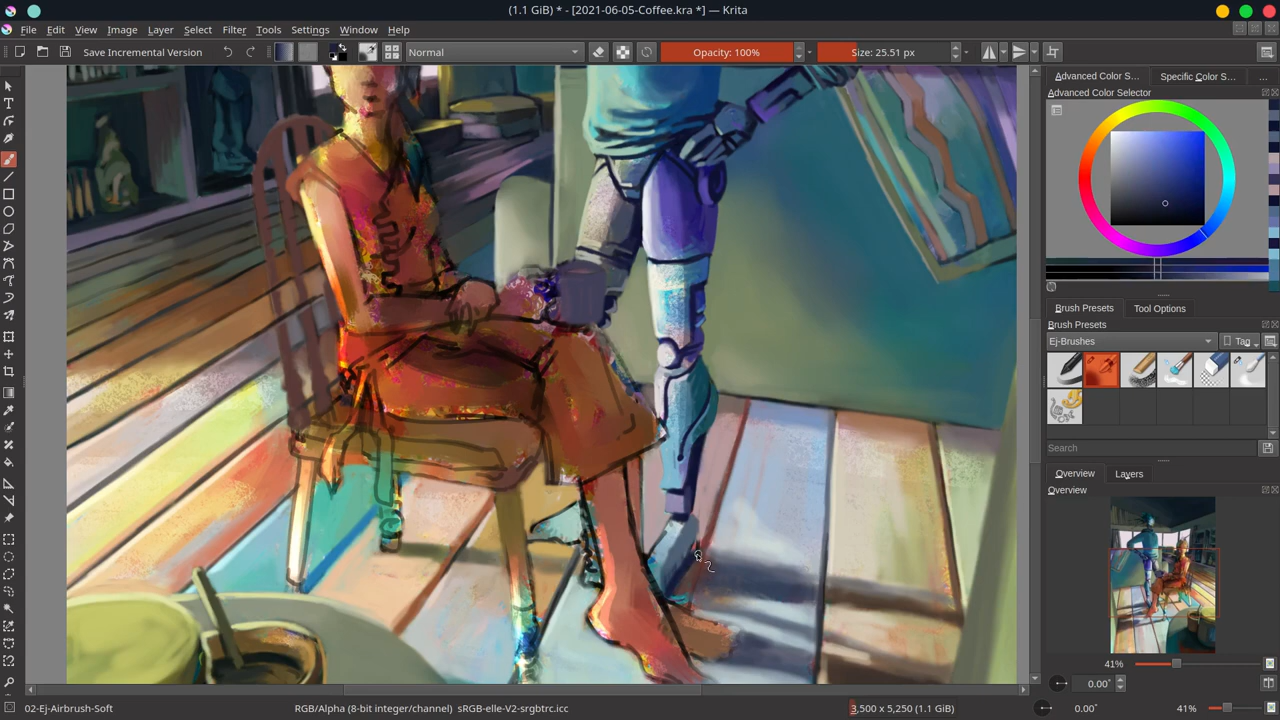 (1.1 GiB) * - [2021-06-05-Coffee.kra *] — Krita
File Edit View Image Layer Select Filter Tools Settings Window Help
Save Incremental Version Normal Opacity: 100% Size: 25.51 px
Advanced Color S... Specific Color S... ...
Advanced Color Selector
Brush Presets Tool Options
Brush Presets
Ej-Brushes Tag
Search
Overview Layers
Overview
41%
0.00°
02-Ej-Airbrush-Soft RGB/Alpha (8-bit integer/channel) sRGB-elle-V2-srgbtrc.icc 3,500 x 5,250 (1.1 GiB) 0.00° 41%